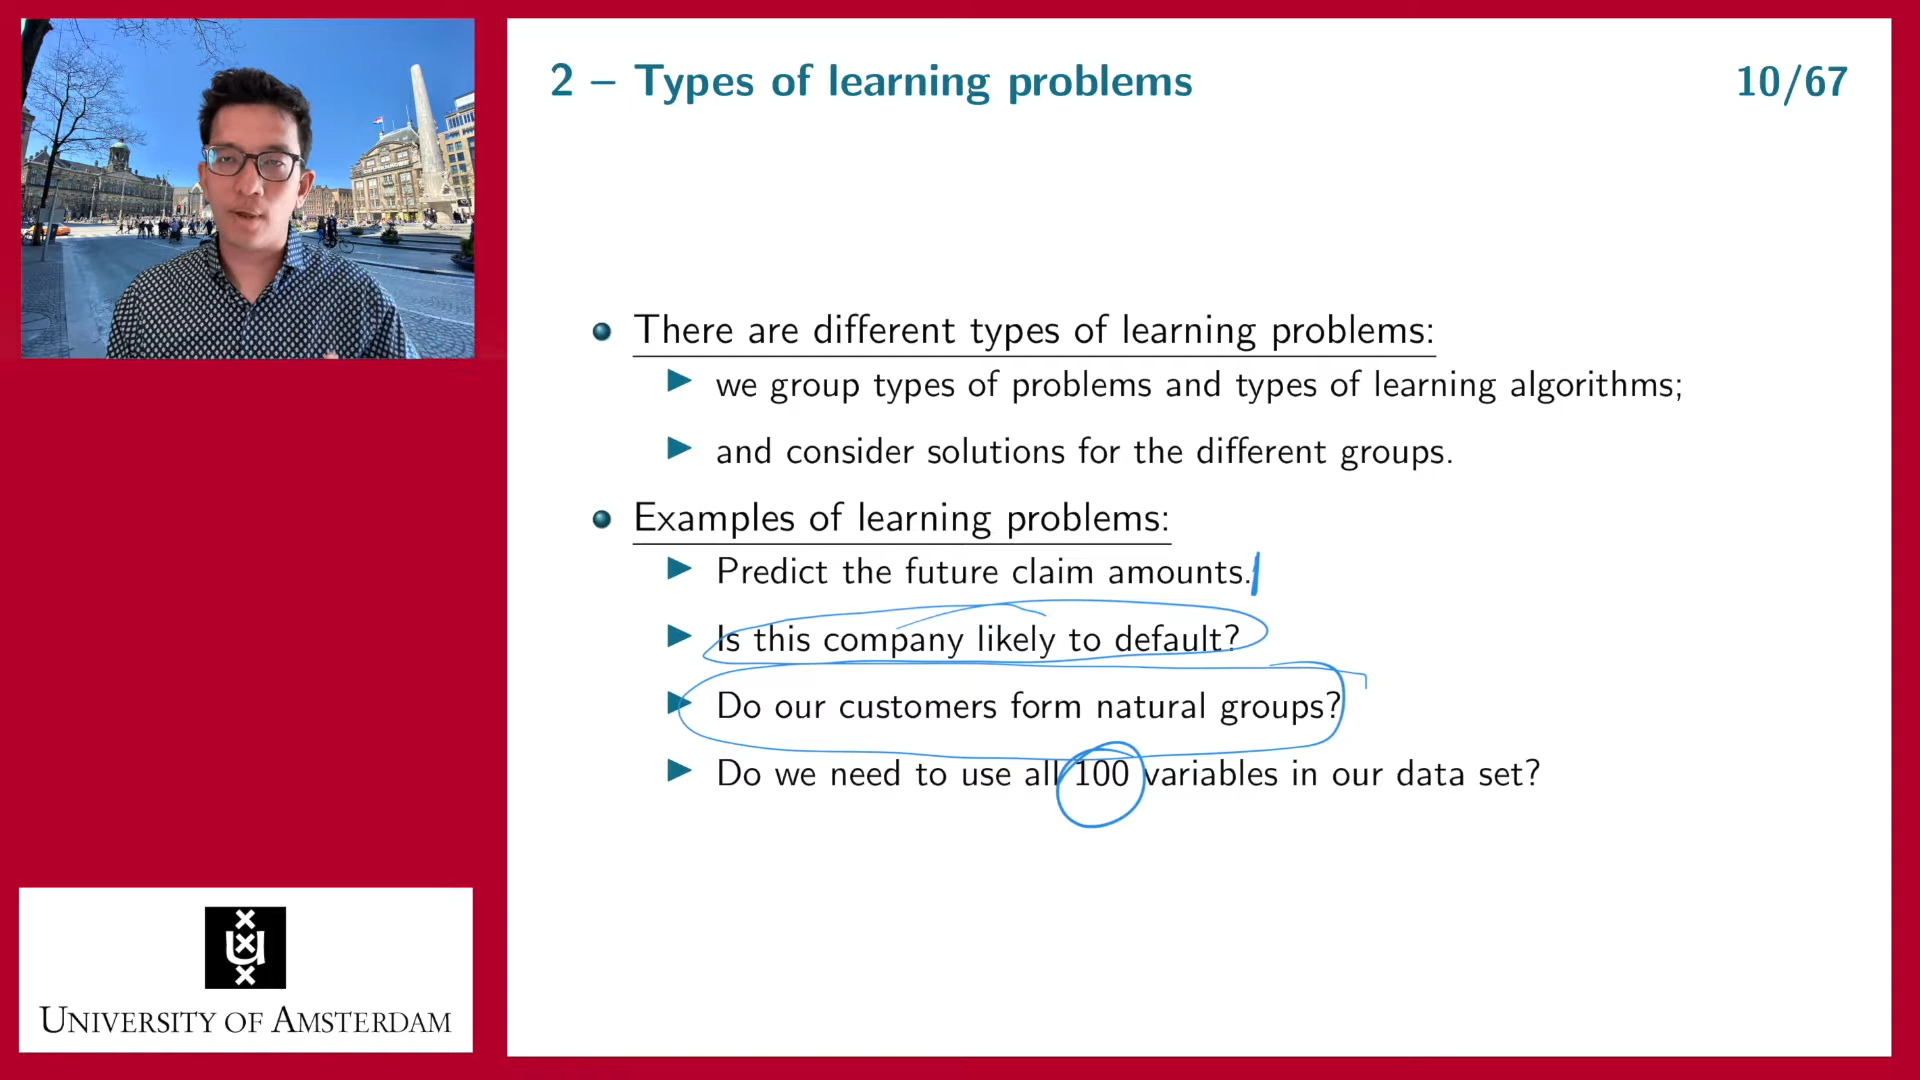 2 – Types of learning problems
10/67
There are different types of learning problems:
we group types of problems and types of learning algorithms;
and consider solutions for the different groups.
Examples of learning problems:
Predict the future claim amounts.
Is this company likely to default?
Do our customers form natural groups?
Do we need to use all 100 variables in our data set?
UNIVERSITY OF AMSTERDAM